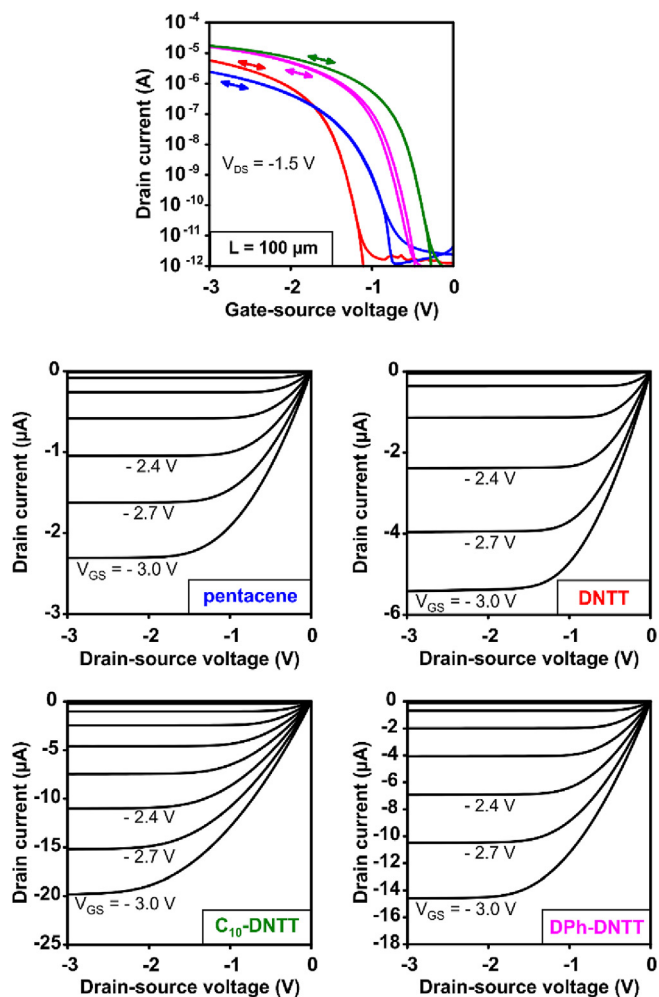 10⁻⁴
10⁻⁵
10⁻⁶
10⁻⁷
10⁻⁸
10⁻⁹
10⁻¹⁰
10⁻¹¹
10⁻¹²
Drain current (A)
V_DS = -1.5 V
L = 100 µm
-3 -2 -1 0
Gate-source voltage (V)
0
-1
-2
-3
Drain current (µA)
- 2.4 V
- 2.7 V
V_GS = - 3.0 V
pentacene
-3 -2 -1 0
Drain-source voltage (V)
0
-2
-4
-6
Drain current (µA)
- 2.4 V
- 2.7 V
V_GS = - 3.0 V
DNTT
-3 -2 -1 0
Drain-source voltage (V)
0
-5
-10
-15
-20
-25
Drain current (µA)
- 2.4 V
- 2.7 V
V_GS = - 3.0 V
C₁₀-DNTT
-3 -2 -1 0
Drain-source voltage (V)
0
-2
-4
-6
-8
-10
-12
-14
-16
-18
Drain current (µA)
- 2.4 V
- 2.7 V
V_GS = - 3.0 V
DPh-DNTT
-3 -2 -1 0
Drain-source voltage (V)